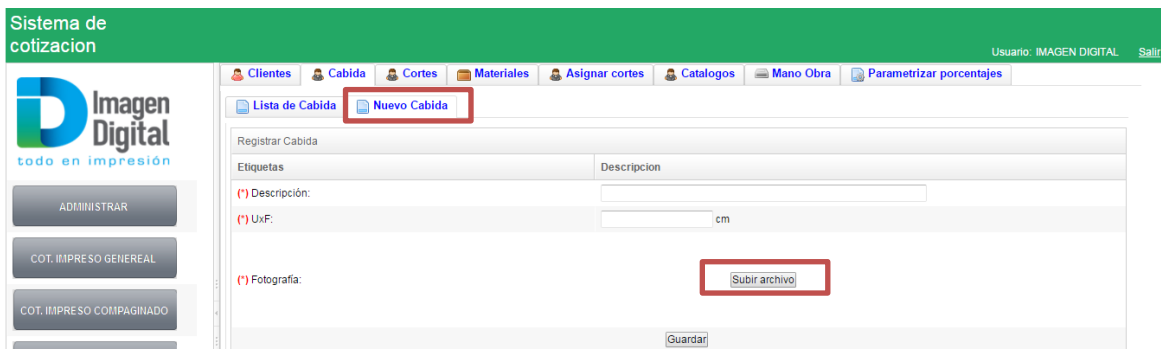 Sistema de
cotizacion
Usuario: IMAGEN DIGITAL Salir
Clientes Cabida Cortes Materiales Asignar cortes Catalogos Mano Obra Parametrizar porcentajes
Imagen
Digital
todo en impresión
Lista de Cabida Nuevo Cabida
Registrar Cabida
Etiquetas Descripcion
(*) Descripción:
(*) UxF: cm
(*) Fotografía: Subir archivo
Guardar
ADMINISTRAR
COT. IMPRESO GENEREAL
COT. IMPRESO COMPAGINADO